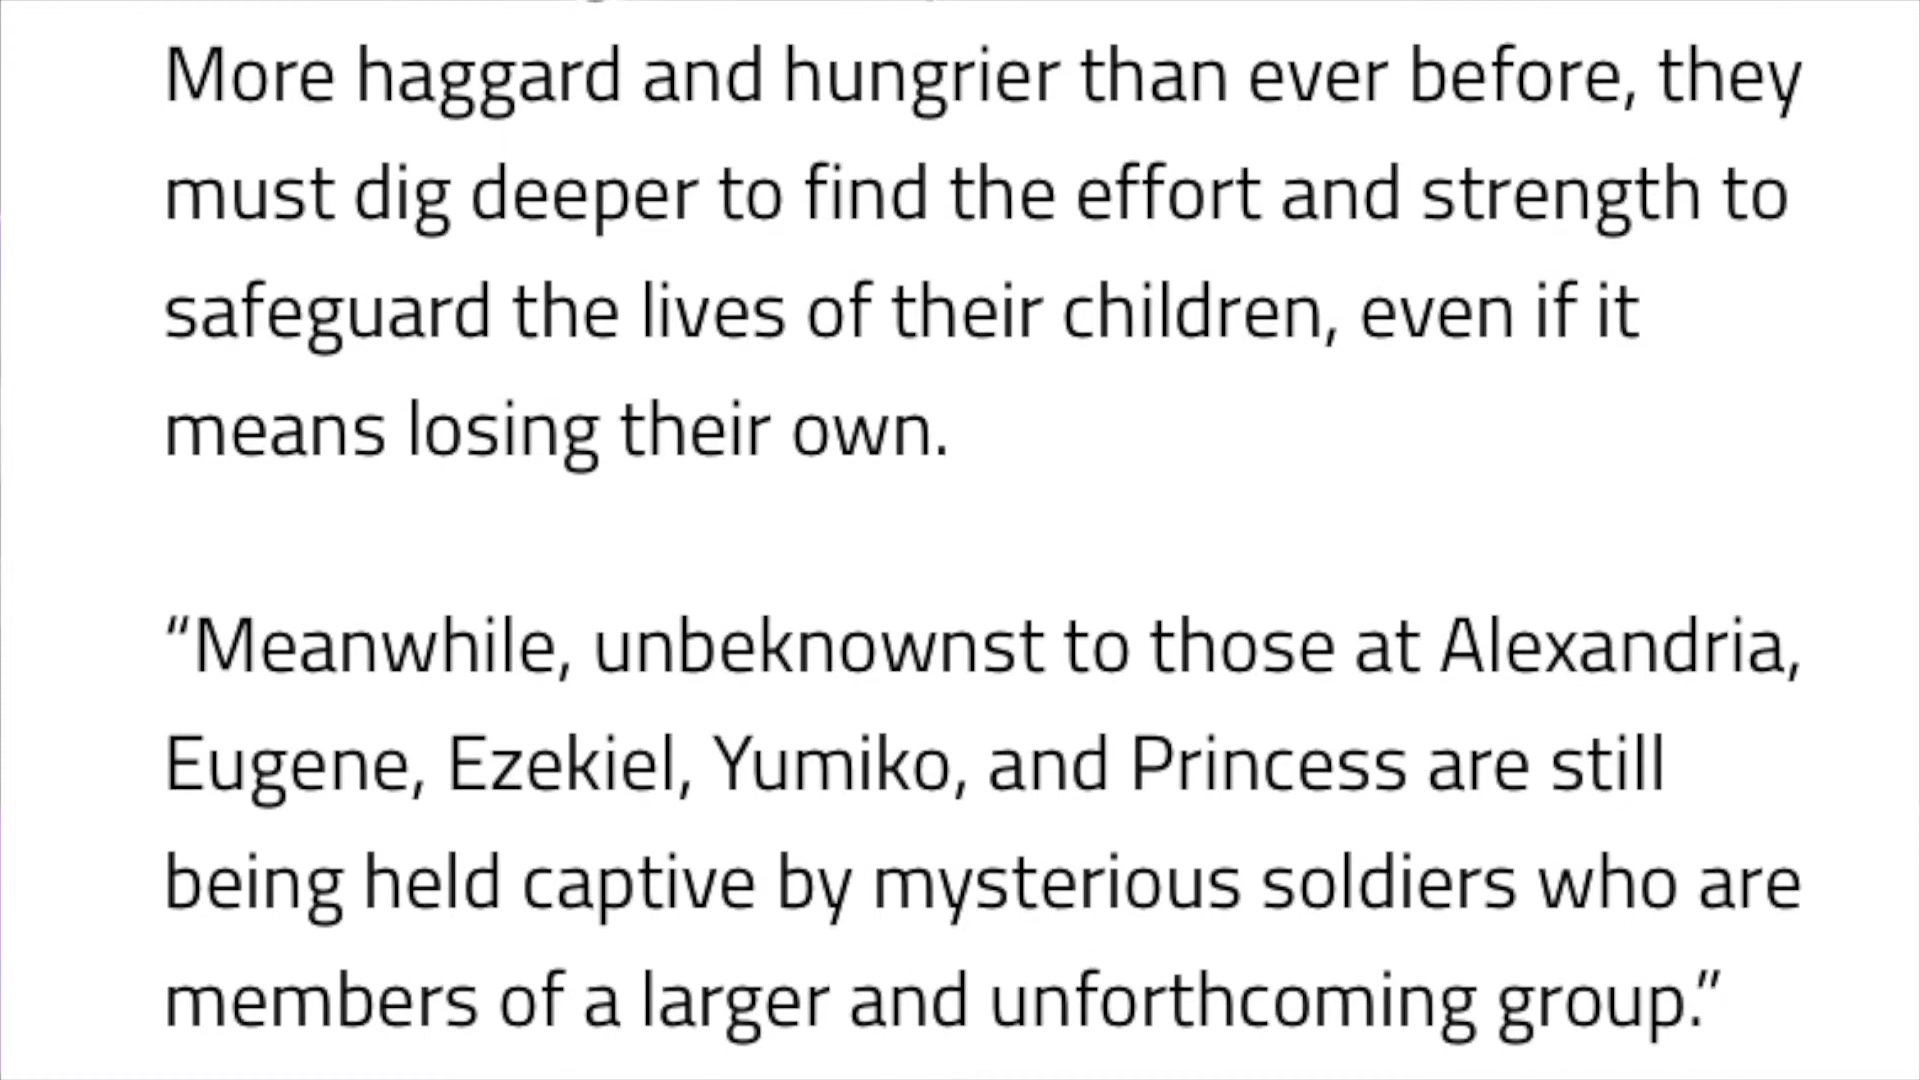 More haggard and hungrier than ever before, they
must dig deeper to find the effort and strength to
safeguard the lives of their children, even if it
means losing their own.
“Meanwhile, unbeknownst to those at Alexandria,
Eugene, Ezekiel, Yumiko, and Princess are still
being held captive by mysterious soldiers who are
members of a larger and unforthcoming group.”